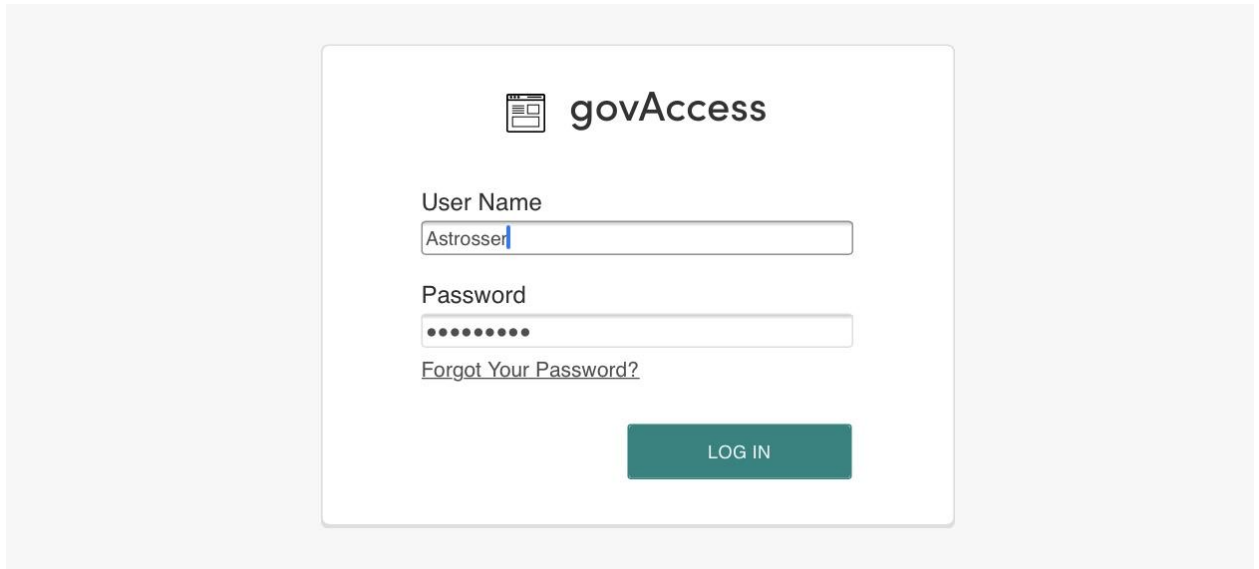 govAccess
User Name
Astrosser
Password
•••••••••
Forgot Your Password?
LOG IN